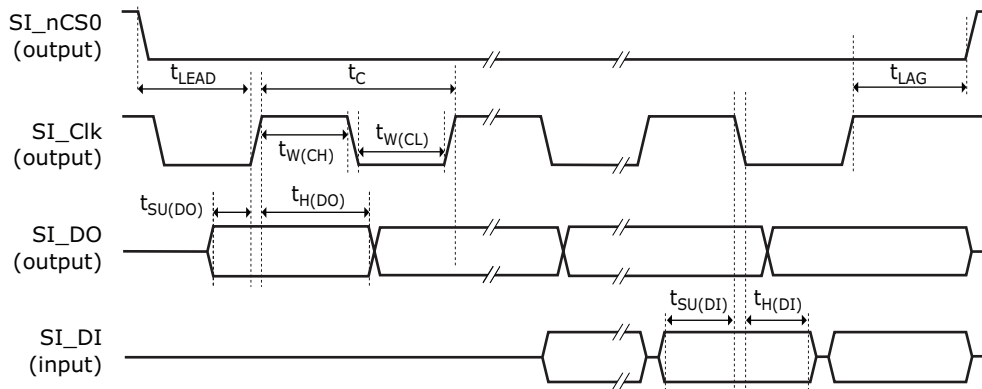 SI_nCS0
(output)
tLEAD
tC
tLAG
SI_Clk
(output)
tW(CH)
tW(CL)
tSU(DO)
tH(DO)
SI_DO
(output)
tSU(DI)
tH(DI)
SI_DI
(input)